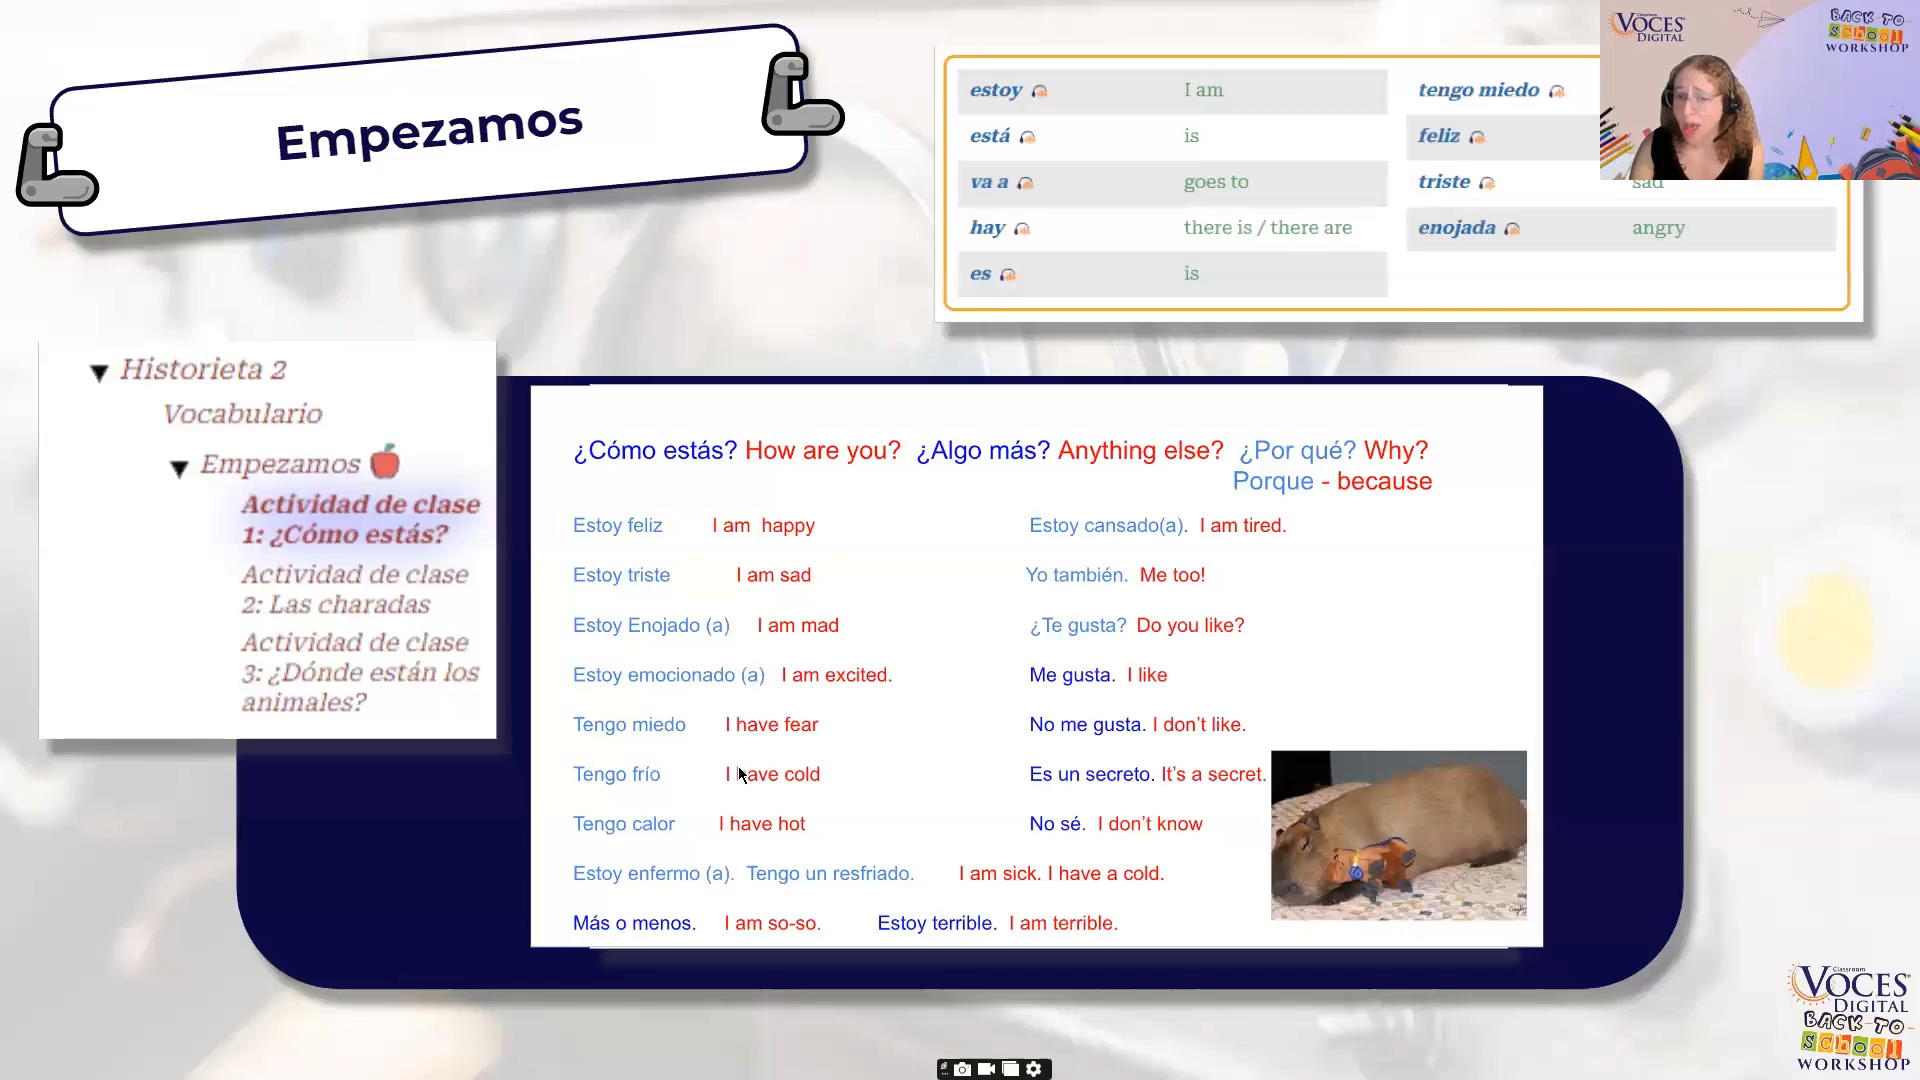 Empezamos
estoy I am
está is
va a goes to
hay there is / there are
es is
tengo miedo
feliz
triste sad
enojada angry
VOCES
DIGITAL
BACK TO
SCHOOL
WORKSHOP
Historieta 2
Vocabulario
Empezamos
Actividad de clase
1: ¿Cómo estás?
Actividad de clase
2: Las charadas
Actividad de clase
3: ¿Dónde están los
animales?
¿Cómo estás? How are you? ¿Algo más? Anything else? ¿Por qué? Why?
Porque - because
Estoy feliz I am happy
Estoy triste I am sad
Estoy Enojado (a) I am mad
Estoy emocionado (a) I am excited.
Tengo miedo I have fear
Tengo frío I have cold
Tengo calor I have hot
Estoy enfermo (a). Tengo un resfriado. I am sick. I have a cold.
Más o menos. I am so-so. Estoy terrible. I am terrible.
Estoy cansado(a). I am tired.
Yo también. Me too!
¿Te gusta? Do you like?
Me gusta. I like
No me gusta. I don't like.
Es un secreto. It's a secret.
No sé. I don't know
Classroom
VOCES
DIGITAL
BACK TO
SCHOOL
WORKSHOP